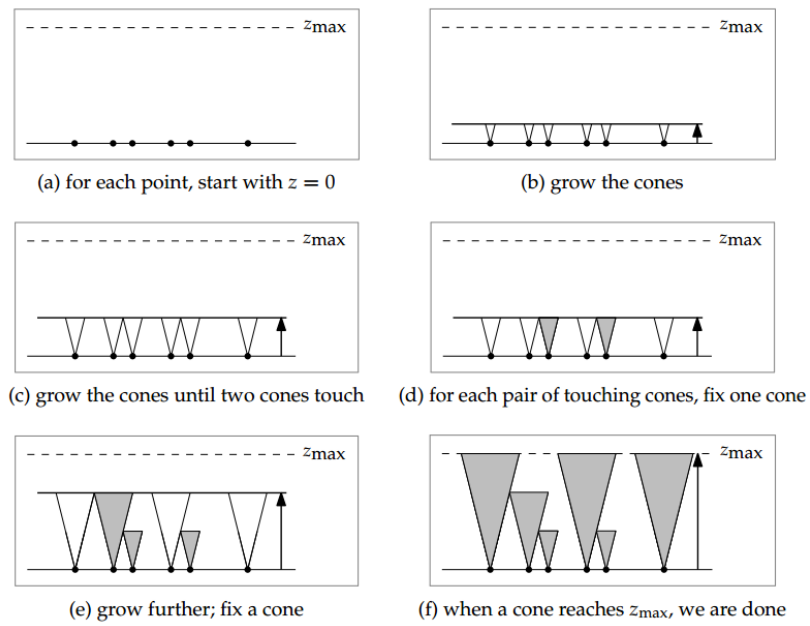 zmax
zmax
(a) for each point, start with z = 0
(b) grow the cones
zmax
zmax
(c) grow the cones until two cones touch
(d) for each pair of touching cones, fix one cone
zmax
zmax
(e) grow further; fix a cone
(f) when a cone reaches zmax, we are done